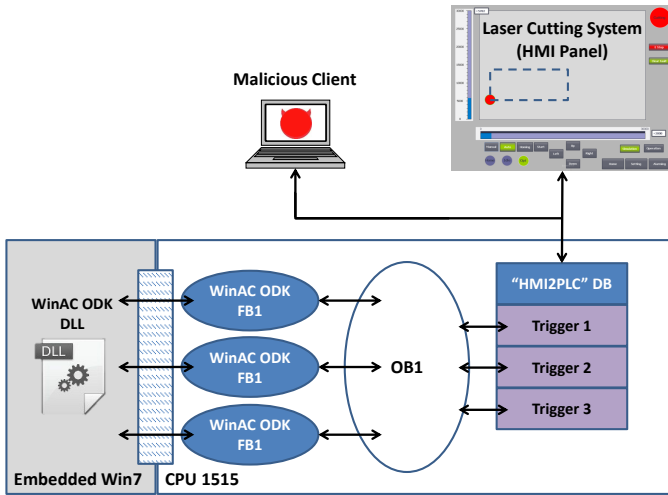 Laser Cutting System
(HMI Panel)
Malicious Client
WinAC ODK
DLL
DLL
WinAC ODK
FB1
WinAC ODK
FB1
WinAC ODK
FB1
OB1
“HMI2PLC” DB
Trigger 1
Trigger 2
Trigger 3
Embedded Win7
CPU 1515